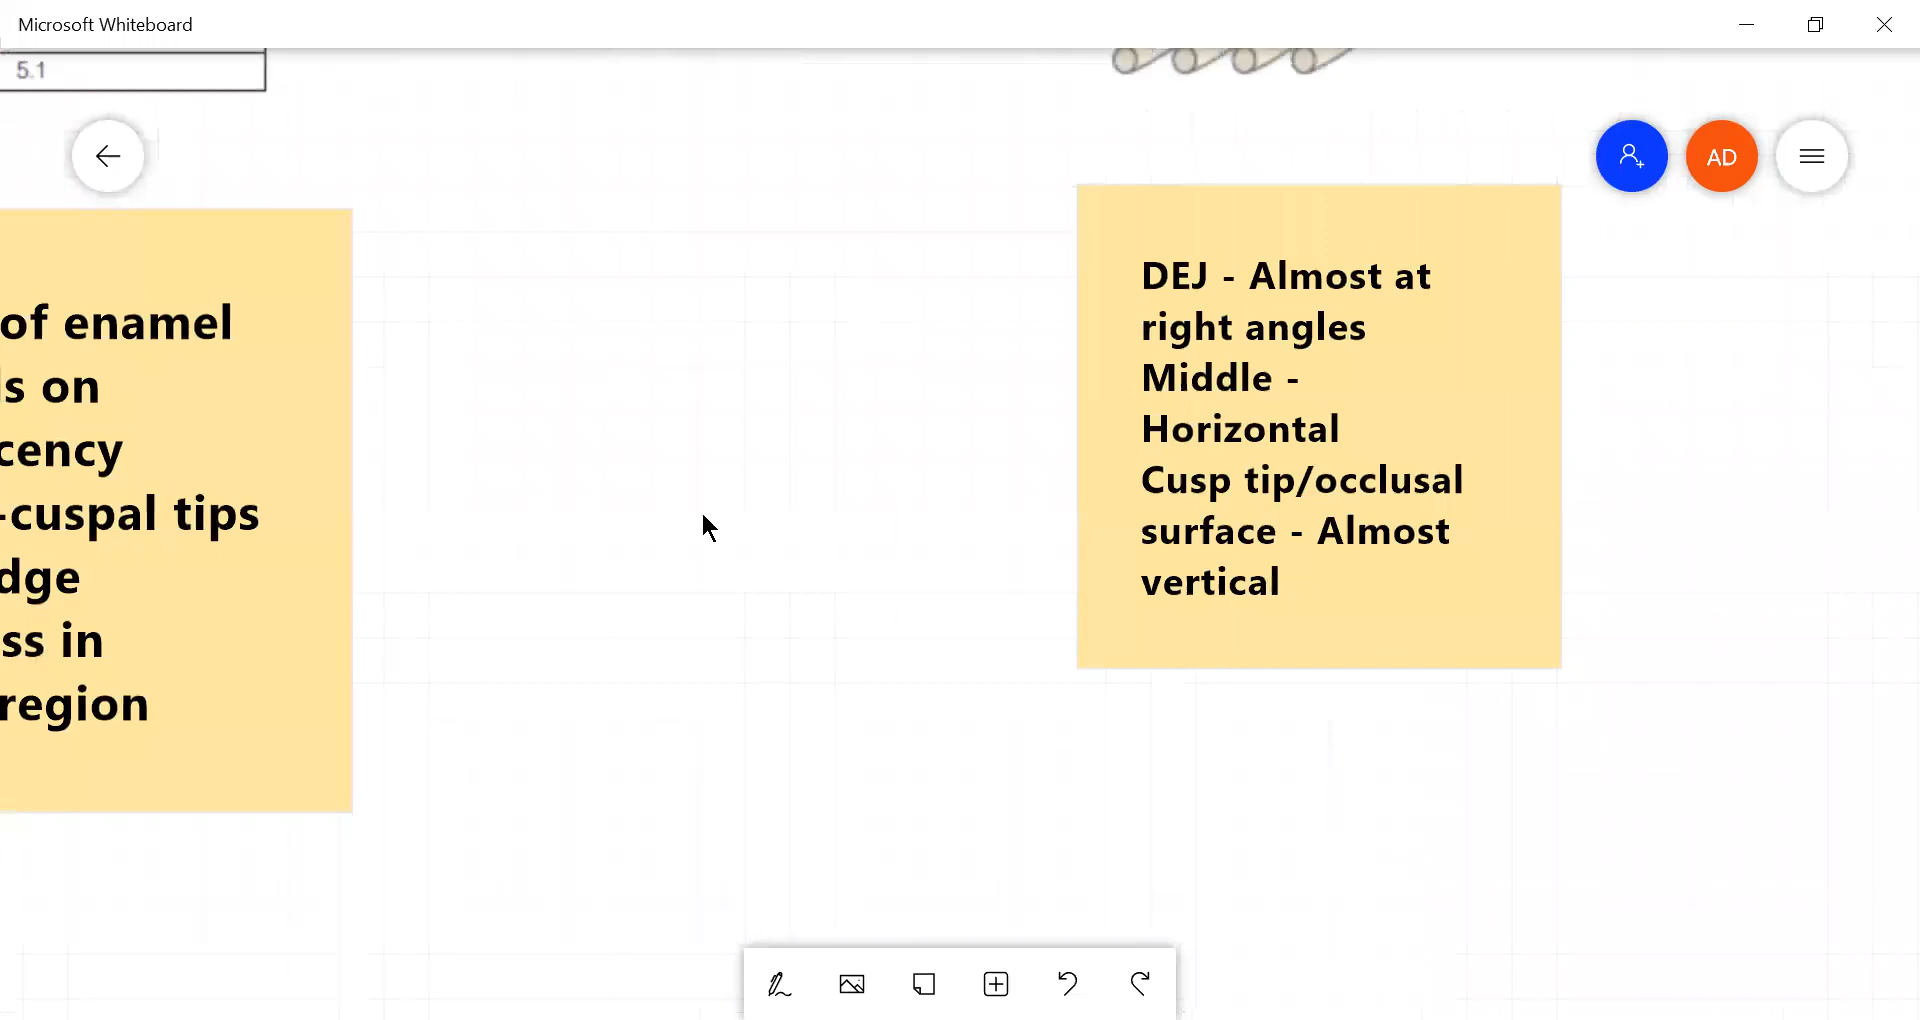 Microsoft Whiteboard
5.1
AD
of enamel
s on
cency
-cuspal tips
dge
ss in
region
DEJ - Almost at
right angles
Middle -
Horizontal
Cusp tip/occlusal
surface - Almost
vertical